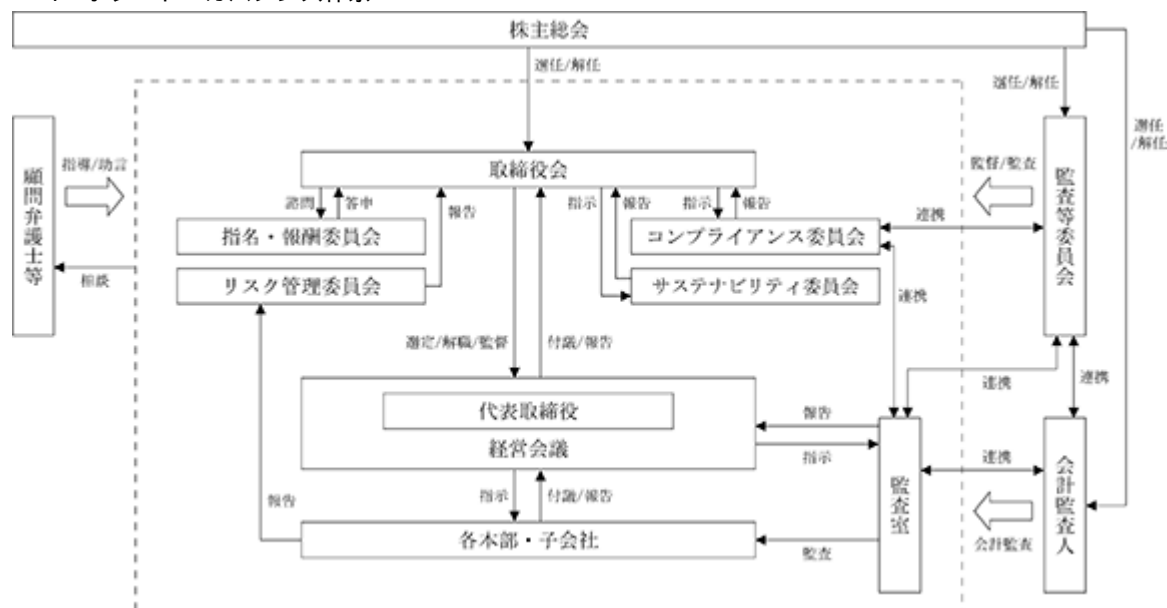 株主総会
選任/解任
選任/解任
選任
/解任
顧問弁護士等
指導/助言
相談
取締役会
監督/監査
監査等委員会
諮問
答申
報告
指示
報告
指示
報告
連携
指名・報酬委員会
コンプライアンス委員会
リスク管理委員会
サステナビリティ委員会
連携
選定/解職/監督
付議/報告
連携
連携
代表取締役
経営会議
報告
指示
監査室
連携
会計監査
会計監査人
報告
指示
付議/報告
各本部・子会社
監査